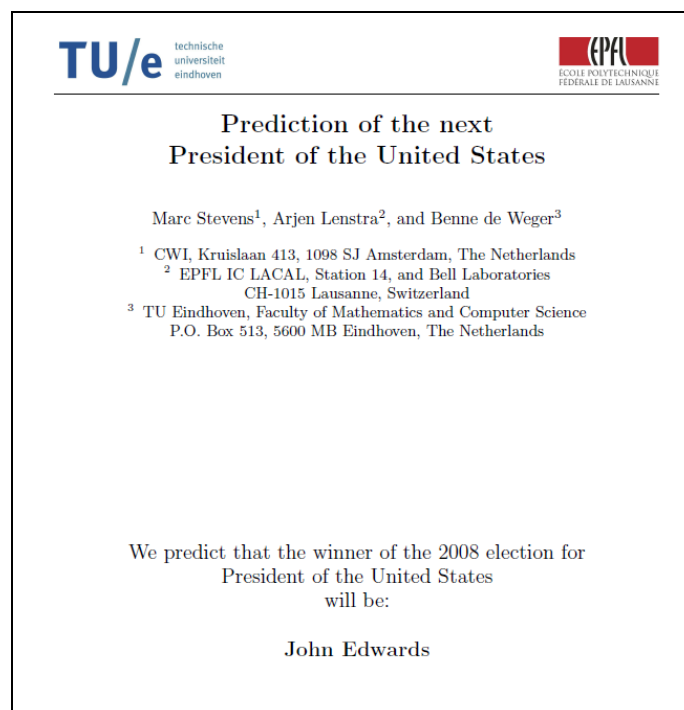 TU/e technische
universiteit
eindhoven
EPFL
ÉCOLE POLYTECHNIQUE
FÉDÉRALE DE LAUSANNE
Prediction of the next
President of the United States
Marc Stevens¹, Arjen Lenstra², and Benne de Weger³
¹ CWI, Kruislaan 413, 1098 SJ Amsterdam, The Netherlands
² EPFL IC LACAL, Station 14, and Bell Laboratories
CH-1015 Lausanne, Switzerland
³ TU Eindhoven, Faculty of Mathematics and Computer Science
P.O. Box 513, 5600 MB Eindhoven, The Netherlands
We predict that the winner of the 2008 election for
President of the United States
will be:
John Edwards